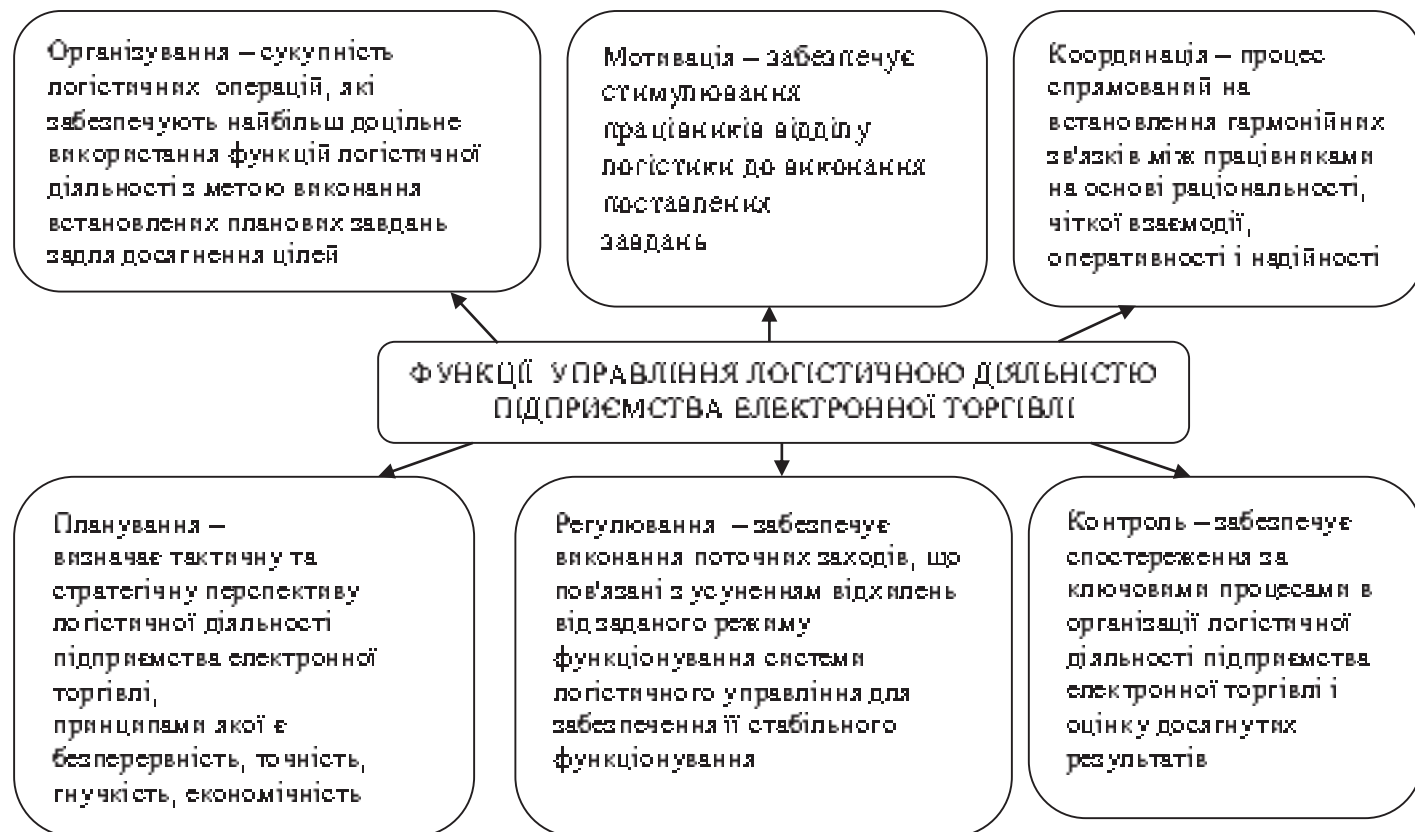 Організування – сукупність
логістичних операцій, які
забезпечують найбільш доцільне
використання функцій логістичної
діяльності з метою виконання
встановлених планових завдань
задля досягнення цілей
Мотивація – забезпечує
стимулювання
працівників відділу
логістики до виконання
поставлених
завдань
Координація – процес
спрямований на
встановлення гармонійних
зв'язків між працівниками
на основі раціональності,
чіткої взаємодії,
оперативності і надійності
ФУНКЦІЇ УПРАВЛІННЯ ЛОГІСТИЧНОЮ ДІЯЛЬНІСТЮ
ПІДПРИЄМСТВА ЕЛЕКТРОННОЇ ТОРГІВЛІ
Планування –
визначає тактичну та
стратегічну перспективу
логістичної діяльності
підприємства електронної
торгівлі,
принципами якої є
безперервність, точність,
гнучкість, економічність
Регулювання – забезпечує
виконання поточних заходів, що
пов'язані з усуненням відхилень
від заданого режиму
функціонування системи
логістичного управління для
забезпечення її стабільного
функціонування
Контроль – забезпечує
спостереження за
ключовими процесами в
організації логістичної
діяльності підприємства
електронної торгівлі і
оцінку досягнутих
результатів